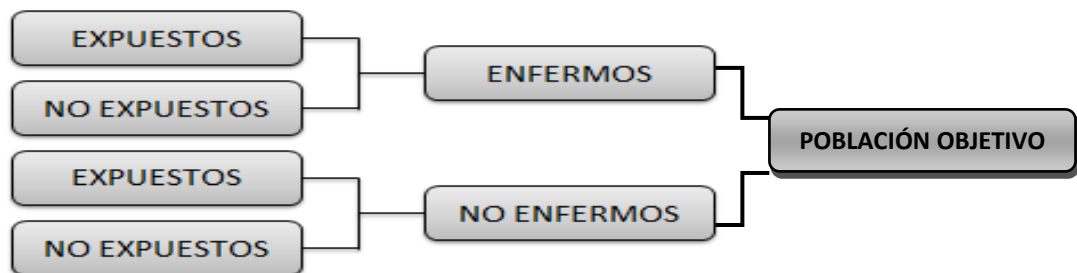 EXPUESTOS
NO EXPUESTOS
ENFERMOS
EXPUESTOS
NO EXPUESTOS
NO ENFERMOS
POBLACIÓN OBJETIVO